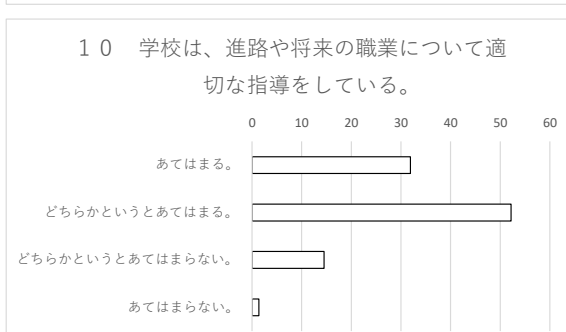 １０　学校は、進路や将来の職業について適
切な指導をしている。
0 10 20 30 40 50 60
あてはまる。
どちらかというとあてはまる。
どちらかというとあてはまらない。
あてはまらない。